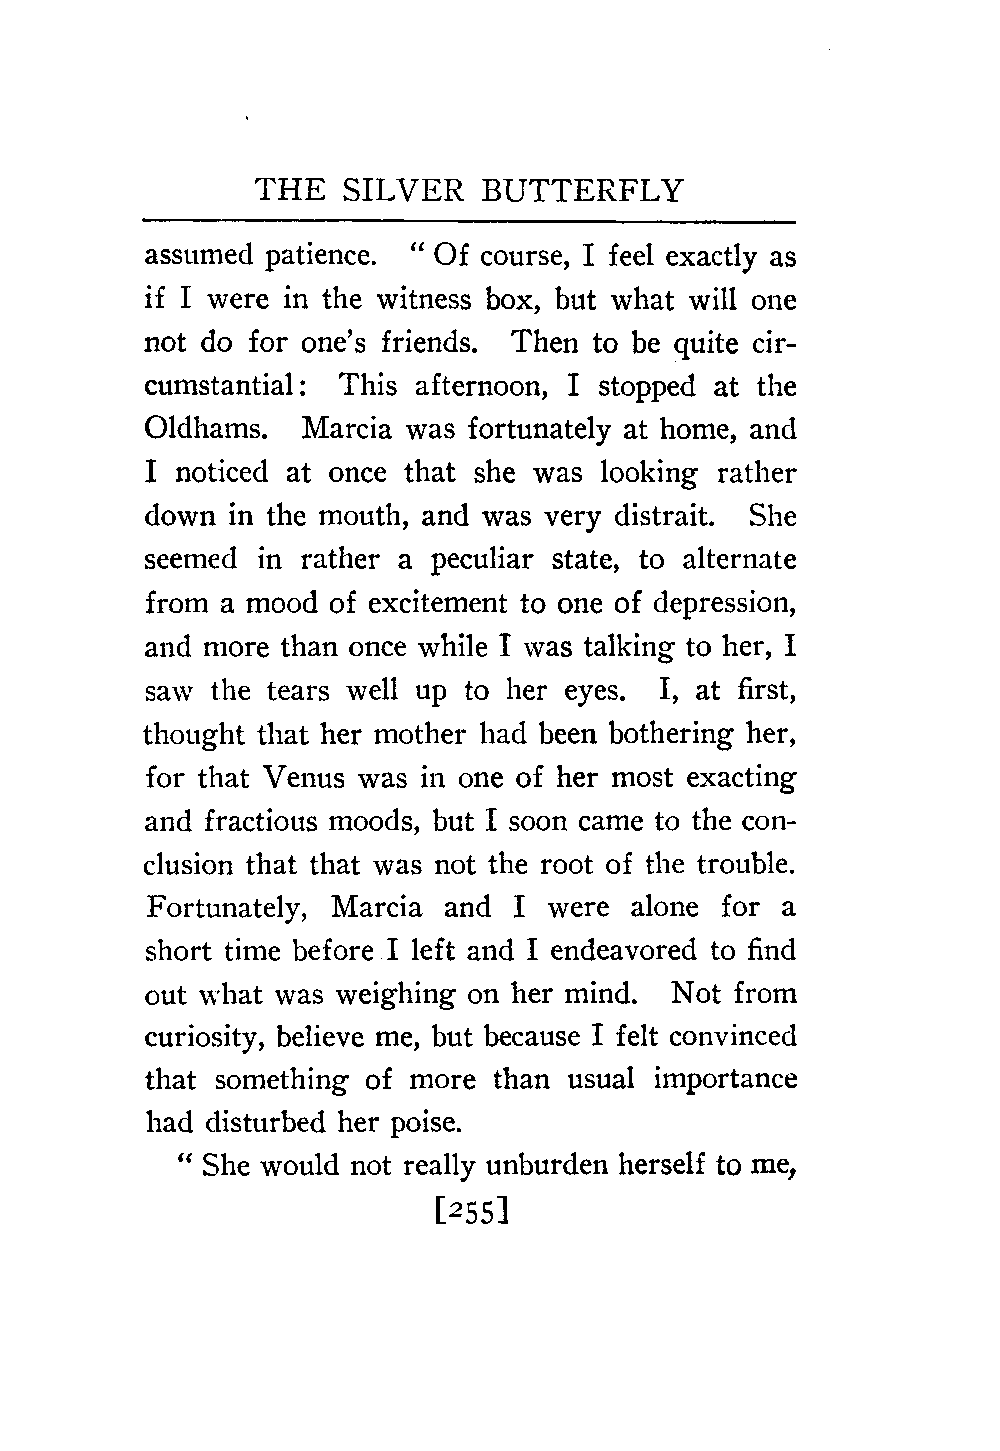 THE SILVER BUTTERFLY
assumed patience. “ Of course, I feel exactly as
if I were in the witness box, but what will one
not do for one's friends. Then to be quite cir-
cumstantial: This afternoon, I stopped at the
Oldhams. Marcia was fortunately at home, and
I noticed at once that she was looking rather
down in the mouth, and was very distrait. She
seemed in rather a peculiar state, to alternate
from a mood of excitement to one of depression,
and more than once while I was talking to her, I
saw the tears well up to her eyes. I, at first,
thought that her mother had been bothering her,
for that Venus was in one of her most exacting
and fractious moods, but I soon came to the con-
clusion that that was not the root of the trouble.
Fortunately, Marcia and I were alone for a
short time before I left and I endeavored to find
out what was weighing on her mind. Not from
curiosity, believe me, but because I felt convinced
that something of more than usual importance
had disturbed her poise.
“ She would not really unburden herself to me,
[255]